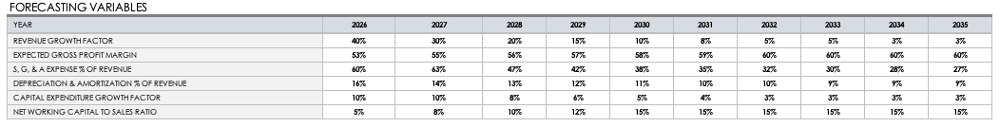 FORECASTING VARIABLES
YEAR 2026 2027 2028 2029 2030 2031 2032 2033 2034 2035
REVENUE GROWTH FACTOR 40% 30% 20% 15% 10% 8% 5% 5% 3% 3%
EXPECTED GROSS PROFIT MARGIN 53% 55% 56% 57% 58% 59% 60% 60% 60% 60%
S, G, & A EXPENSE % OF REVENUE 60% 63% 47% 42% 38% 35% 32% 30% 28% 27%
DEPRECIATION & AMORTIZATION % OF REVENUE 16% 14% 13% 12% 11% 10% 10% 9% 9% 9%
CAPITAL EXPENDITURE GROWTH FACTOR 10% 10% 8% 6% 5% 4% 3% 3% 3% 3%
NET WORKING CAPITAL TO SALES RATIO 5% 8% 10% 12% 15% 15% 15% 15% 15% 15%